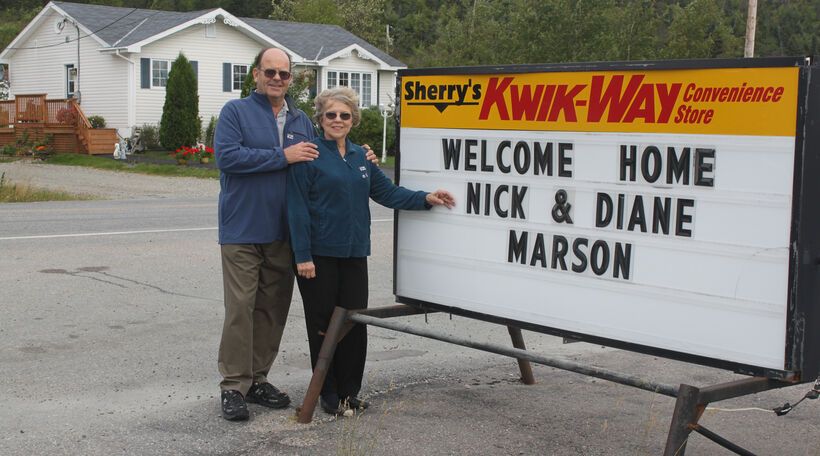 Sherry's KWIK-WAY Convenience Store
WELCOME HOME
NICK & DIANE
MARSON